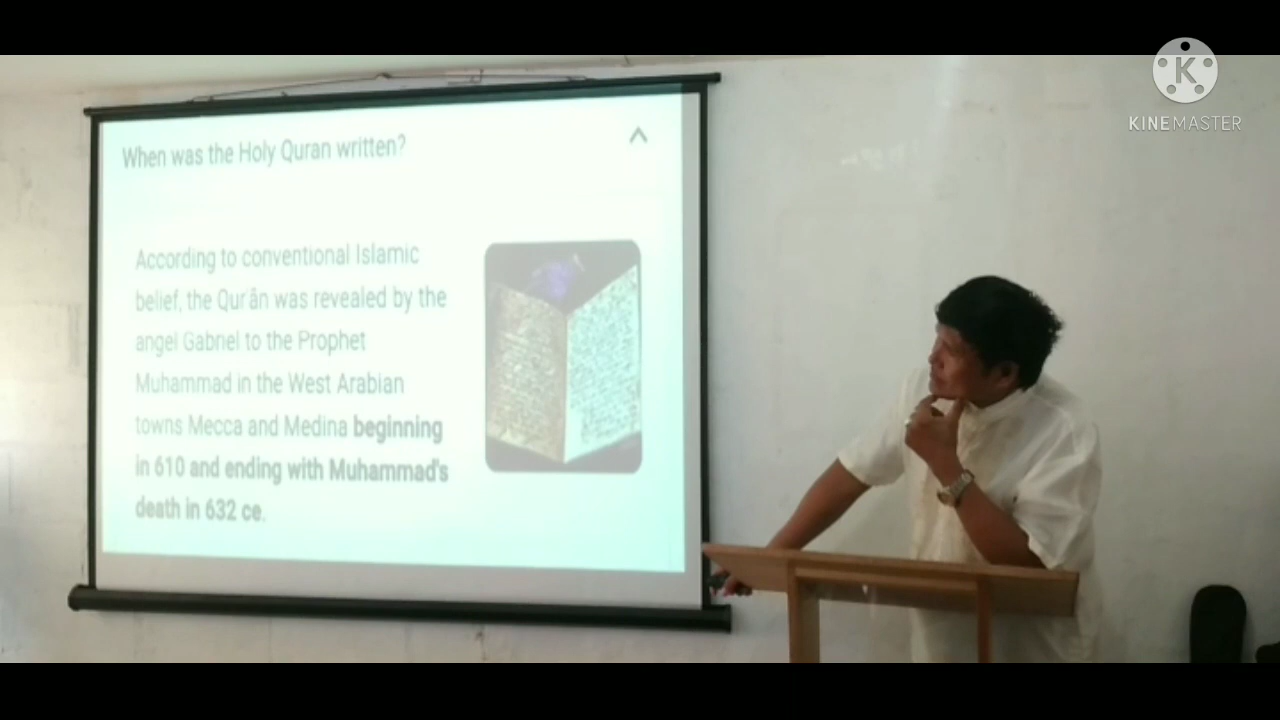 When was the Holy Quran written?
According to conventional Islamic
belief, the Qur'ān was revealed by the
angel Gabriel to the Prophet
Muhammad in the West Arabian
towns Mecca and Medina beginning
in 610 and ending with Muhammad's
death in 632 ce.
K
KINEMASTER